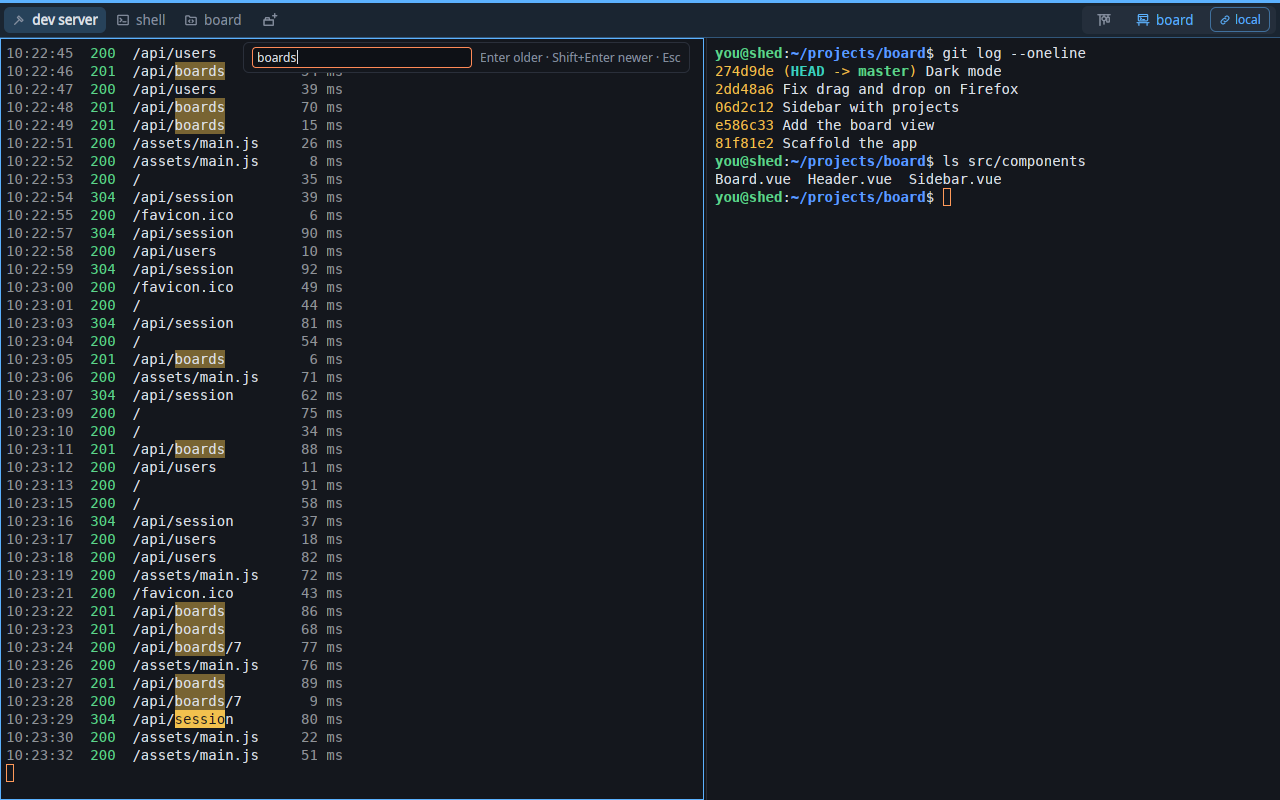 dev server shell board board local
boards Enter older · Shift+Enter newer · Esc
10:22:45 200 /api/users
10:22:46 201 /api/boards ms
10:22:47 200 /api/users 39 ms
10:22:48 201 /api/boards 70 ms
10:22:49 201 /api/boards 15 ms
10:22:51 200 /assets/main.js 26 ms
10:22:52 200 /assets/main.js 8 ms
10:22:53 200 / 35 ms
10:22:54 304 /api/session 39 ms
10:22:55 200 /favicon.ico 6 ms
10:22:57 304 /api/session 90 ms
10:22:58 200 /api/users 10 ms
10:22:59 304 /api/session 92 ms
10:23:00 200 /favicon.ico 49 ms
10:23:01 200 / 44 ms
10:23:03 304 /api/session 81 ms
10:23:04 200 / 54 ms
10:23:05 201 /api/boards 6 ms
10:23:06 200 /assets/main.js 71 ms
10:23:07 304 /api/session 62 ms
10:23:09 200 / 75 ms
10:23:10 200 / 34 ms
10:23:11 201 /api/boards 88 ms
10:23:12 200 /api/users 11 ms
10:23:13 200 / 91 ms
10:23:15 200 / 58 ms
10:23:16 304 /api/session 37 ms
10:23:17 200 /api/users 18 ms
10:23:18 200 /api/users 82 ms
10:23:19 200 /assets/main.js 72 ms
10:23:21 200 /favicon.ico 43 ms
10:23:22 201 /api/boards 86 ms
10:23:23 201 /api/boards 68 ms
10:23:24 200 /api/boards/7 77 ms
10:23:26 200 /assets/main.js 76 ms
10:23:27 201 /api/boards 89 ms
10:23:28 200 /api/boards/7 9 ms
10:23:29 304 /api/session 80 ms
10:23:30 200 /assets/main.js 22 ms
10:23:32 200 /assets/main.js 51 ms
you@shed:~/projects/board$ git log --oneline
274d9de (HEAD -> master) Dark mode
2dd48a6 Fix drag and drop on Firefox
06d2c12 Sidebar with projects
e586c33 Add the board view
81f81e2 Scaffold the app
you@shed:~/projects/board$ ls src/components
Board.vue Header.vue Sidebar.vue
you@shed:~/projects/board$